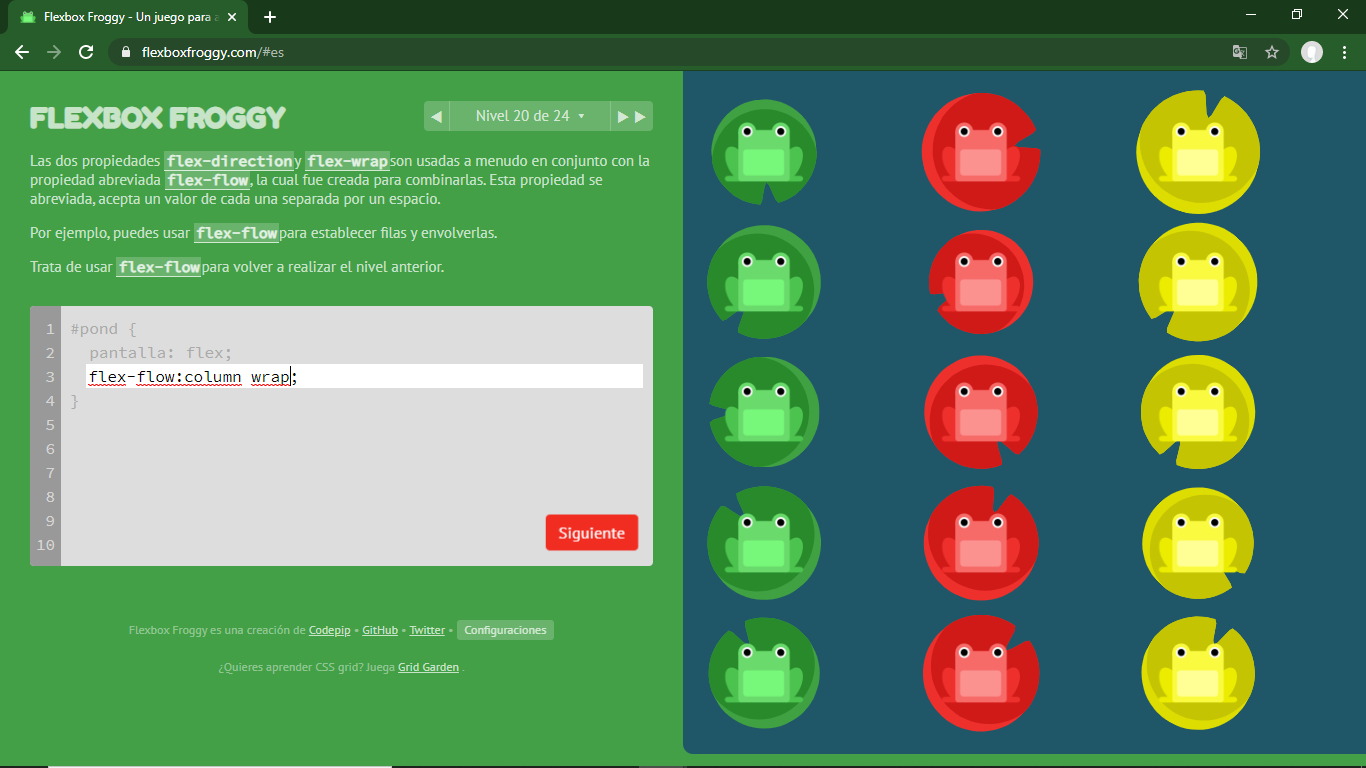 Flexbox Froggy - Un juego para a
flexboxfroggy.com/#es
FLEXBOX FROGGY
Nivel 20 de 24
Las dos propiedades flex-direction y flex-wrap son usadas a menudo en conjunto con la
propiedad abreviada flex-flow, la cual fue creada para combinarlas. Esta propiedad se
abreviada, acepta un valor de cada una separada por un espacio.
Por ejemplo, puedes usar flex-flow para establecer filas y envolverlas.
Trata de usar flex-flow para volver a realizar el nivel anterior.
1 #pond {
2 pantalla: flex;
3 flex-flow:column wrap;
4 }
5
6
7
8
9
10
Siguiente
Flexbox Froggy es una creación de Codepip • GitHub • Twitter • Configuraciones
¿Quieres aprender CSS grid? Juega Grid Garden .